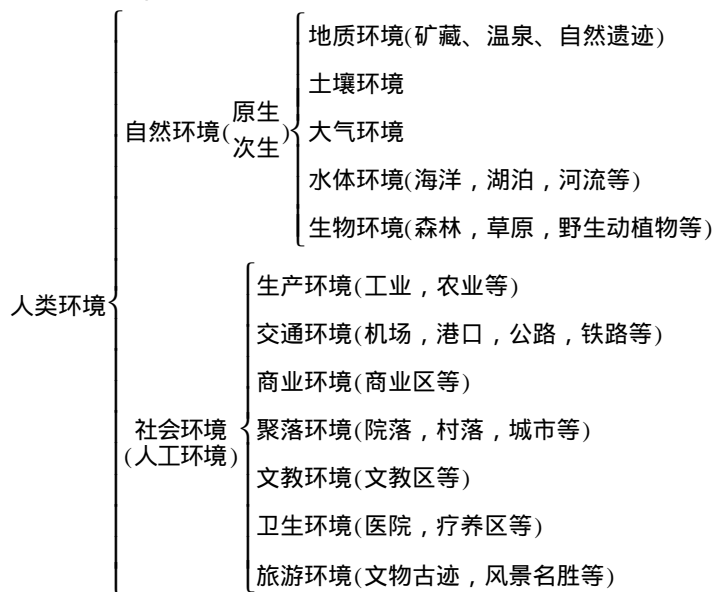 人类环境
自然环境(原生
次生)
地质环境(矿藏、温泉、自然遗迹)
土壤环境
大气环境
水体环境(海洋，湖泊，河流等)
生物环境(森林，草原，野生动植物等)
社会环境
(人工环境)
生产环境(工业，农业等)
交通环境(机场，港口，公路，铁路等)
商业环境(商业区等)
聚落环境(院落，村落，城市等)
文教环境(文教区等)
卫生环境(医院，疗养区等)
旅游环境(文物古迹，风景名胜等)